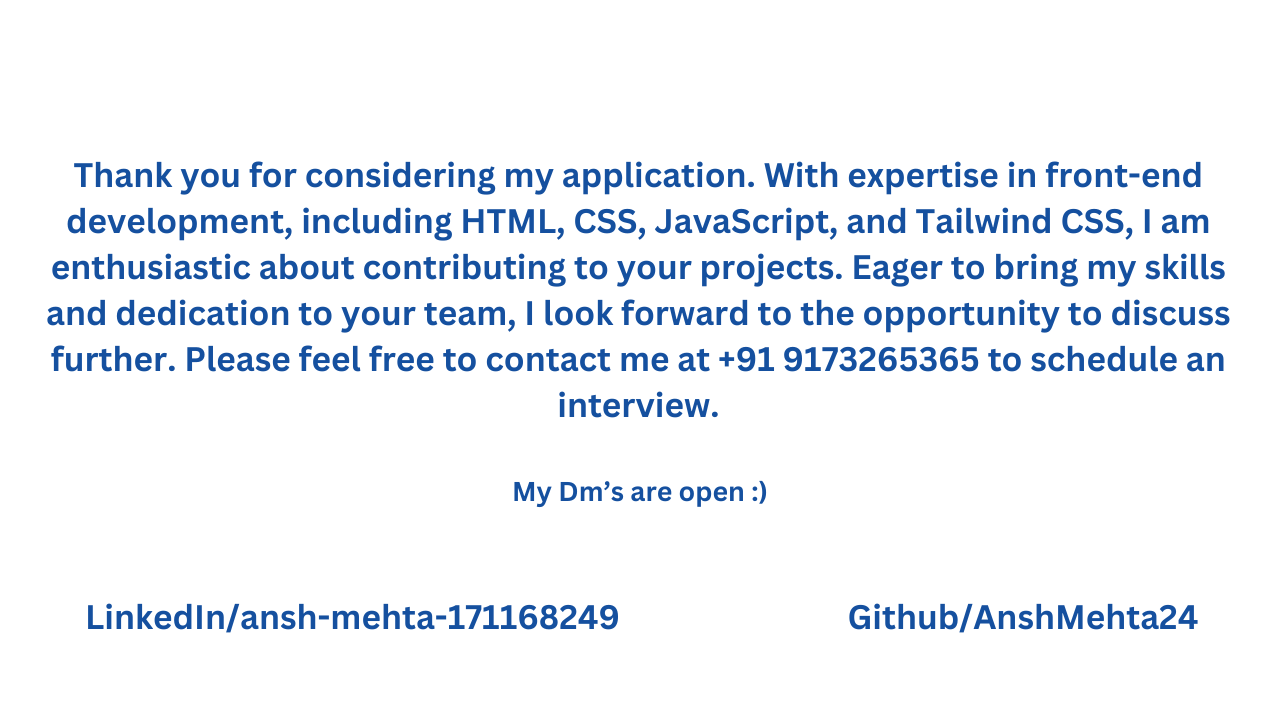 Thank you for considering my application. With expertise in front-end
development, including HTML, CSS, JavaScript, and Tailwind CSS, I am
enthusiastic about contributing to your projects. Eager to bring my skills
and dedication to your team, I look forward to the opportunity to discuss
further. Please feel free to contact me at +91 9173265365 to schedule an
interview.
My Dm’s are open :)
LinkedIn/ansh-mehta-171168249
Github/AnshMehta24